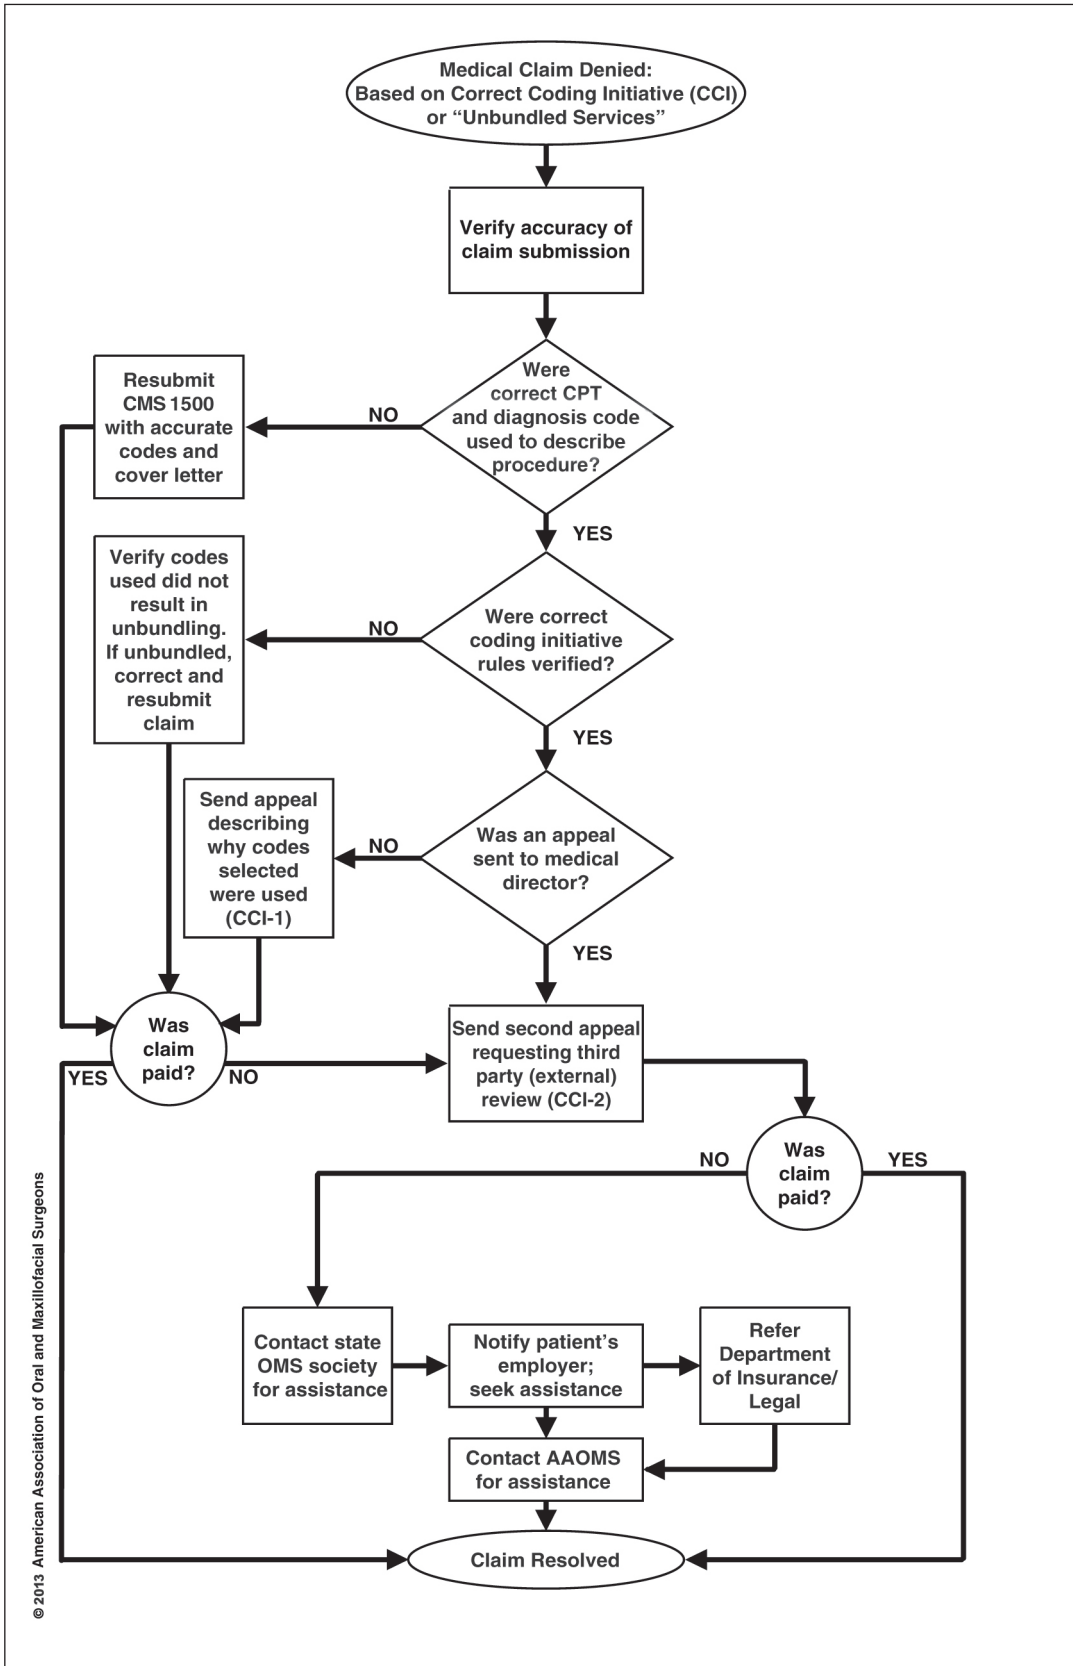 Medical Claim Denied:
Based on Correct Coding Initiative (CCI)
or “Unbundled Services”
Verify accuracy of
claim submission
Were
correct CPT
and diagnosis code
used to describe
procedure?
NO
Resubmit
CMS 1500
with accurate
codes and
cover letter
YES
Were correct
coding initiative
rules verified?
NO
Verify codes
used did not
result in
unbundling.
If unbundled,
correct and
resubmit
claim
YES
Was an appeal
sent to medical
director?
NO
Send appeal
describing
why codes
selected
were used
(CCI-1)
YES
Was
claim
paid?
YES
NO
Send second appeal
requesting third
party (external)
review (CCI-2)
Was
claim
paid?
NO
YES
Contact state
OMS society
for assistance
Notify patient’s
employer;
seek assistance
Refer
Department
of Insurance/
Legal
Contact AAOMS
for assistance
Claim Resolved
© 2013 American Association of Oral and Maxillofacial Surgeons